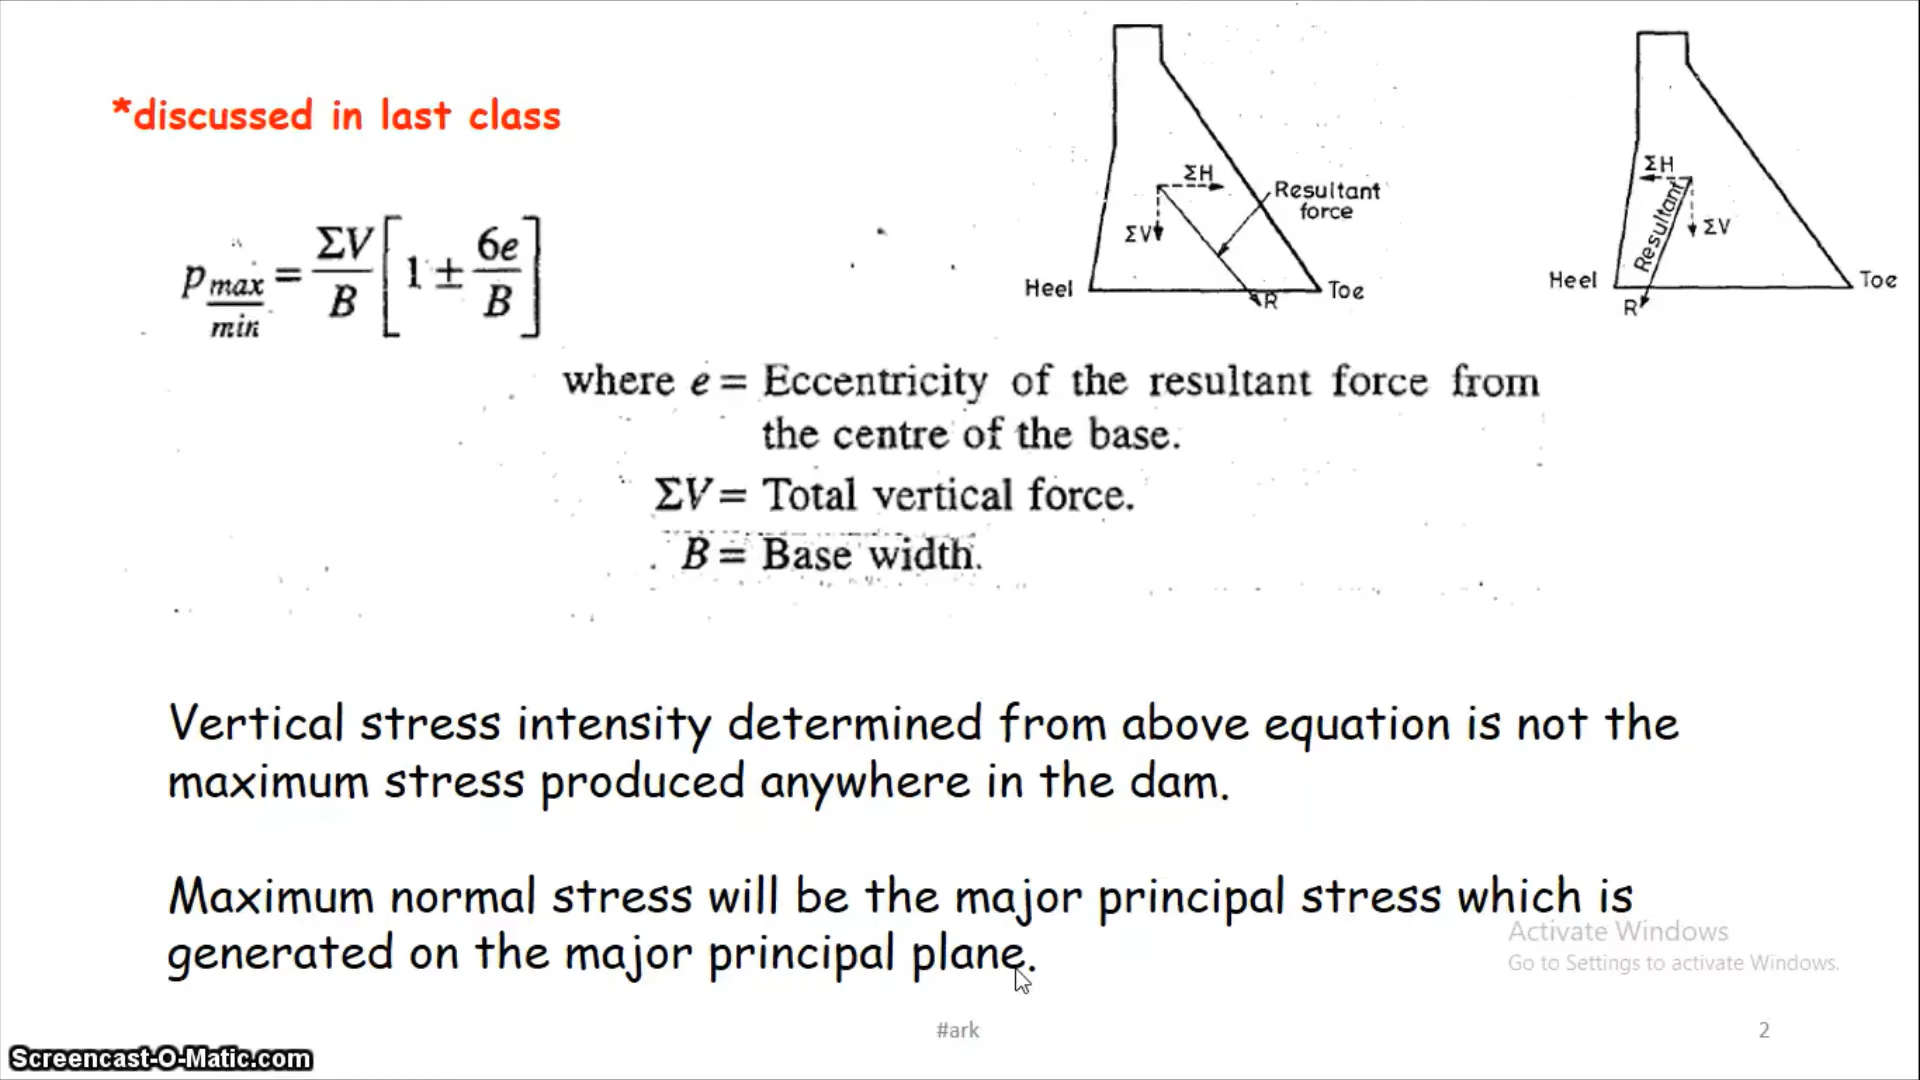 *discussed in last class
p max/min = ΣV/B [1 ± 6e/B]
ΣH
ΣV
Resultant
force
Heel
R
Toe
ΣH
Resultant
ΣV
Heel
R
Toe
where e = Eccentricity of the resultant force from
the centre of the base.
ΣV = Total vertical force.
B = Base width.
Vertical stress intensity determined from above equation is not the
maximum stress produced anywhere in the dam.
Maximum normal stress will be the major principal stress which is
generated on the major principal plane.
Activate Windows
Go to Settings to activate Windows.
#ark
2
Screencast-O-Matic.com